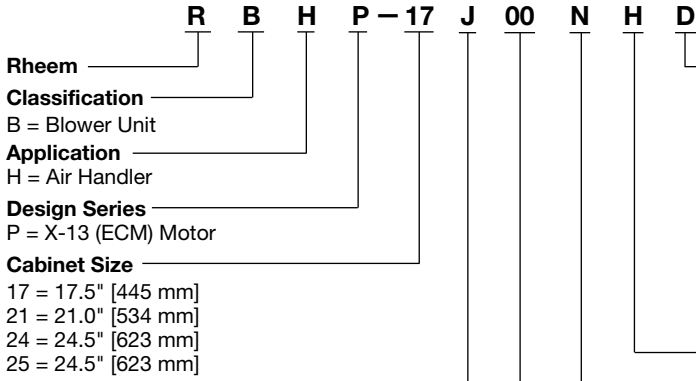 R B H P – 17 J 00 N H D
Rheem
Classification
B = Blower Unit
Application
H = Air Handler
Design Series
P = X-13 (ECM) Motor
Cabinet Size
17 = 17.5" [445 mm]
21 = 21.0" [534 mm]
24 = 24.5" [623 mm]
25 = 24.5" [623 mm]